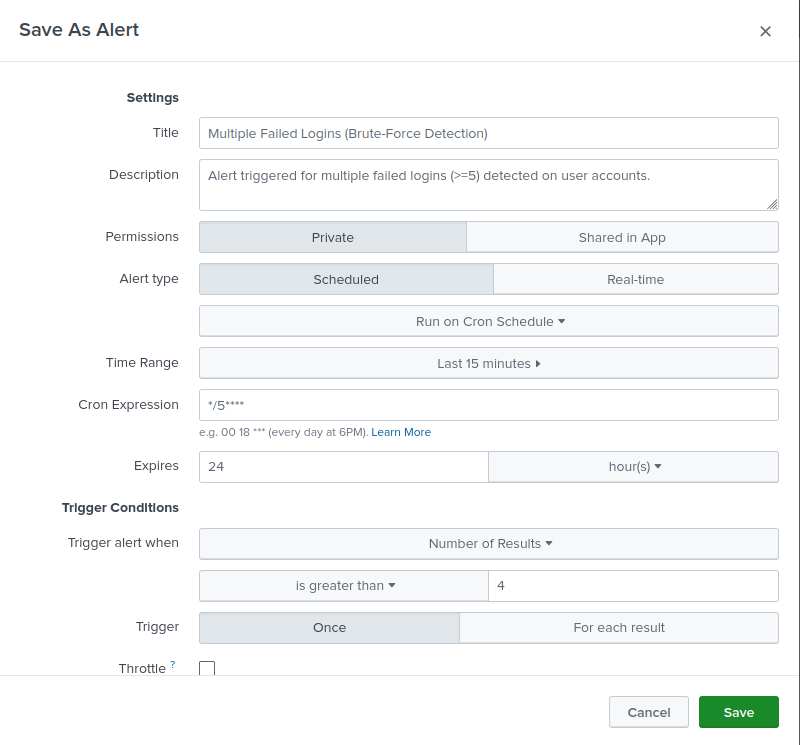 Save As Alert
Settings
Title
Multiple Failed Logins (Brute-Force Detection)
Description
Alert triggered for multiple failed logins (>=5) detected on user accounts.
Permissions
Private
Shared in App
Alert type
Scheduled
Real-time
Run on Cron Schedule
Time Range
Last 15 minutes
Cron Expression
*/5****
e.g. 00 18 *** (every day at 6PM). Learn More
Expires
24
hour(s)
Trigger Conditions
Trigger alert when
Number of Results
is greater than
4
Trigger
Once
For each result
Throttle ?
Cancel
Save